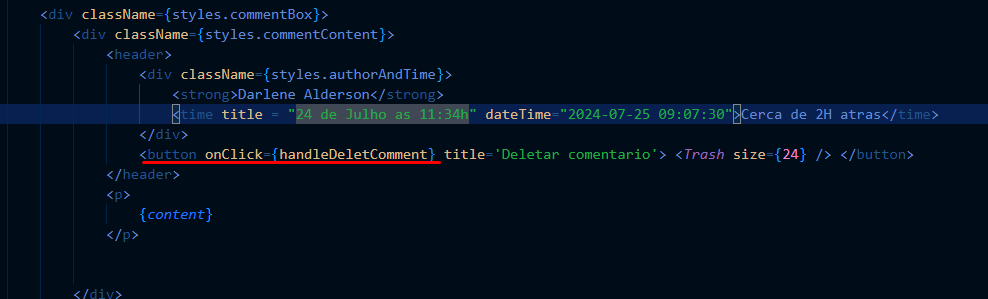 <div className={styles.commentBox}>
<div className={styles.commentContent}>
<header>
<div className={styles.authorAndTime}>
<strong>Darlene Alderson</strong>
<time title = "24 de Julho as 11:34h" dateTime="2024-07-25 09:07:30">Cerca de 2H atras</time>
</div>
<button onClick={handleDeletComment} title='Deletar comentario'> <Trash size={24} /> </button>
</header>
<p>
{content}
</p>
</div>